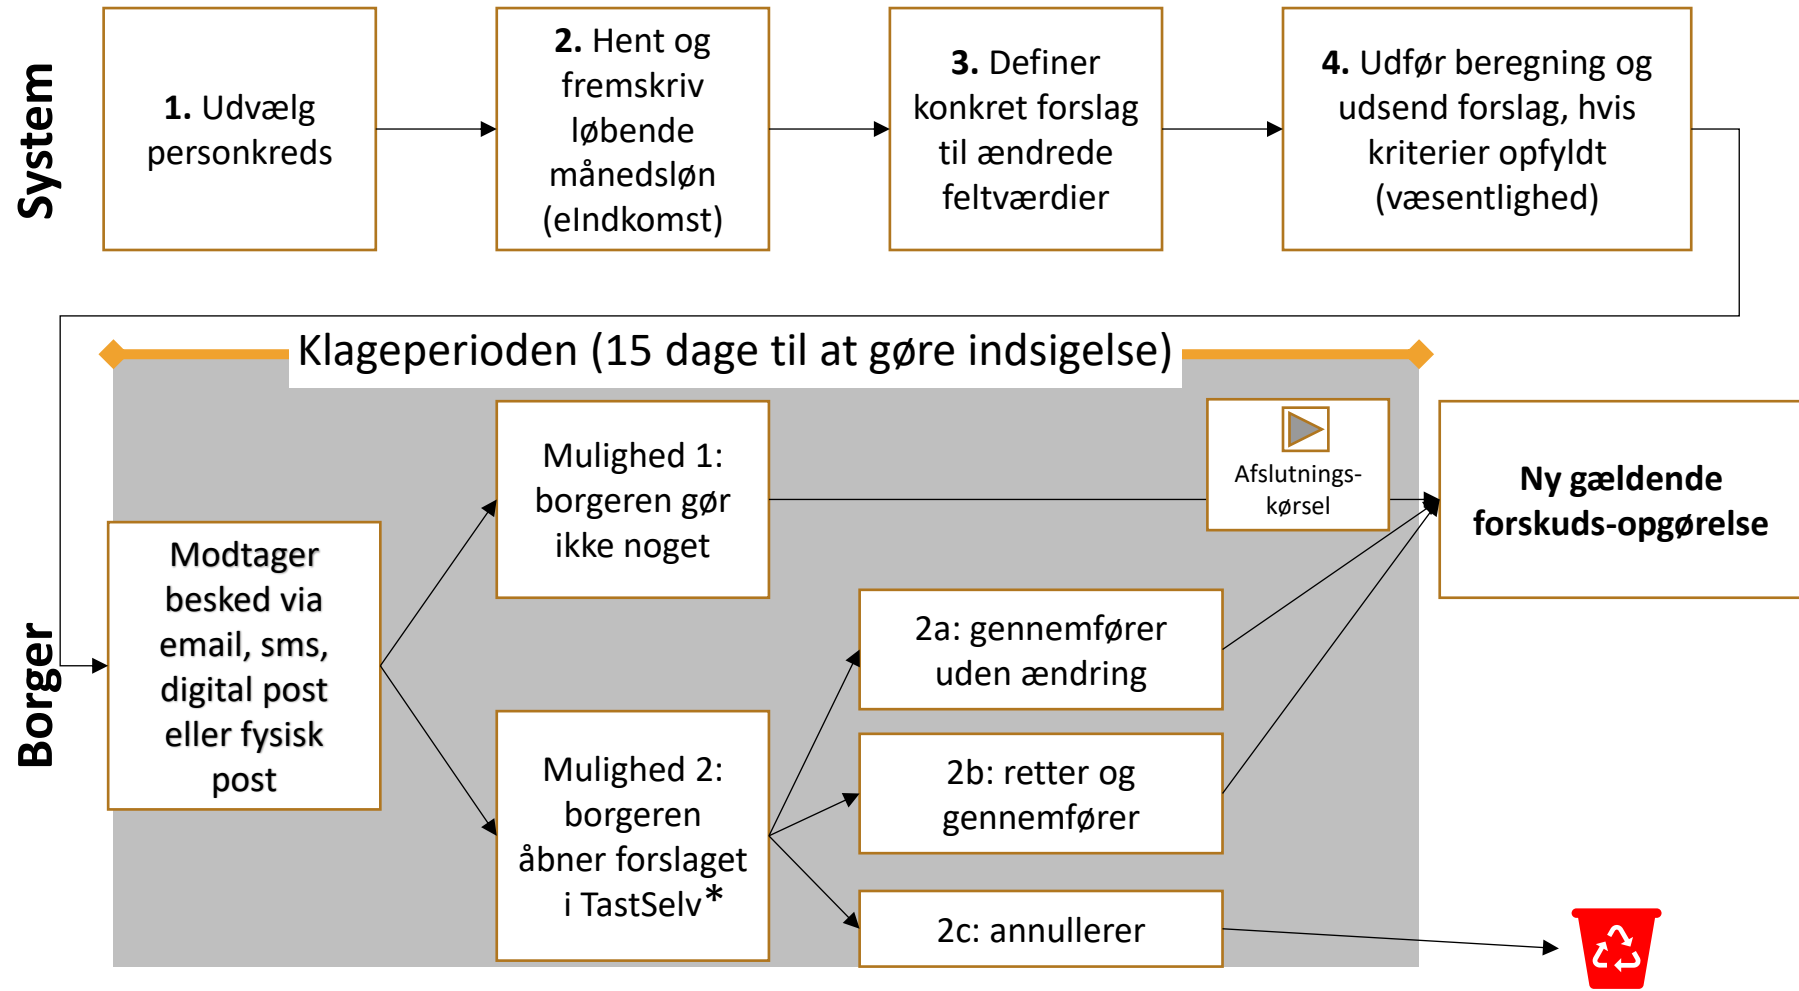 System
1. Udvælg
personkreds
2. Hent og
fremskriv
løbende
månedsløn
(eIndkomst)
3. Definer
konkret forslag
til ændrede
feltværdier
4. Udfør beregning og
udsend forslag, hvis
kriterier opfyldt
(væsentlighed)
Klageperioden (15 dage til at gøre indsigelse)
Borger
Modtager
besked via
email, sms,
digital post
eller fysisk
post
Mulighed 1:
borgeren gør
ikke noget
Mulighed 2:
borgeren
åbner forslaget
i TastSelv*
2a: gennemfører
uden ændring
2b: retter og
gennemfører
2c: annullerer
Afslutnings-
kørsel
Ny gældende
forskuds-opgørelse